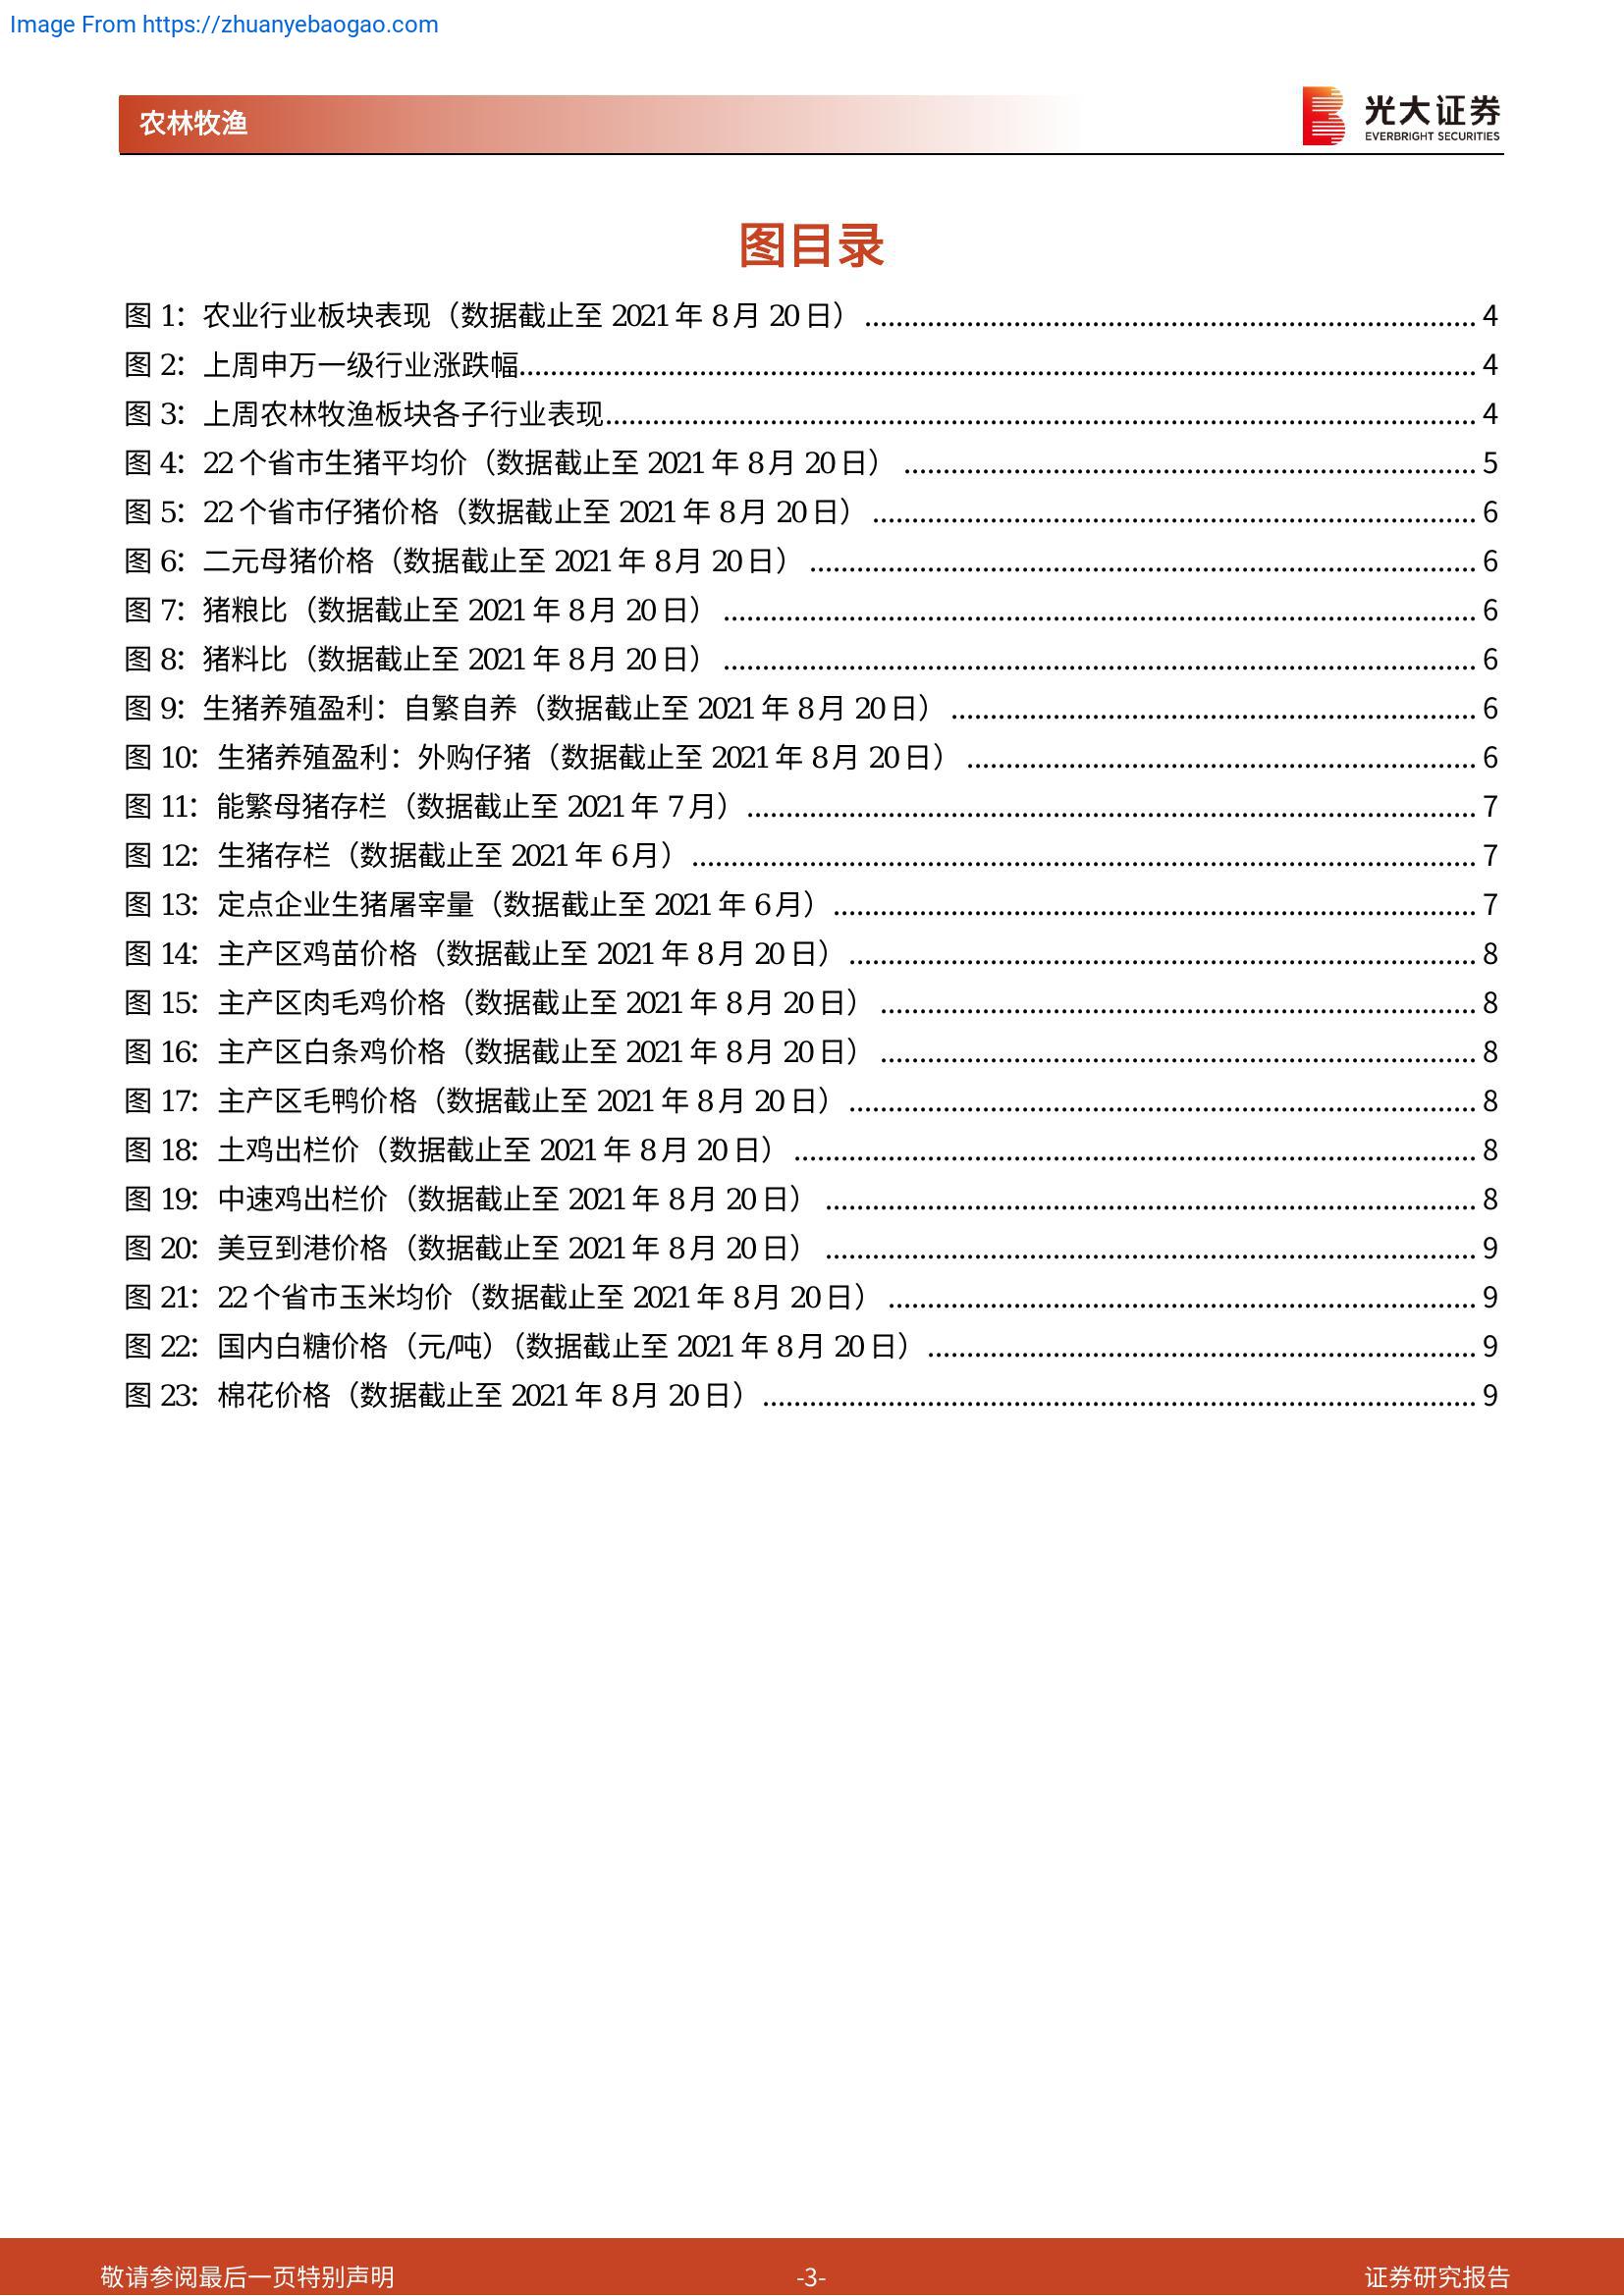 Image From https://zhuanyebaogao.com
农林牧渔
光大证券
EVERBRIGHT SECURITIES
图目录
图 1：农业行业板块表现（数据截止至 2021 年 8 月 20 日） ........ 4
图 2：上周申万一级行业涨跌幅........ 4
图 3：上周农林牧渔板块各子行业表现........ 4
图 4：22 个省市生猪平均价（数据截止至 2021 年 8 月 20 日） ........ 5
图 5：22 个省市仔猪价格（数据截止至 2021 年 8 月 20 日） ........ 6
图 6：二元母猪价格（数据截止至 2021 年 8 月 20 日） ........ 6
图 7：猪粮比（数据截止至 2021 年 8 月 20 日） ........ 6
图 8：猪料比（数据截止至 2021 年 8 月 20 日） ........ 6
图 9：生猪养殖盈利：自繁自养（数据截止至 2021 年 8 月 20 日） ........ 6
图 10：生猪养殖盈利：外购仔猪（数据截止至 2021 年 8 月 20 日） ........ 6
图 11：能繁母猪存栏（数据截止至 2021 年 7 月） ........ 7
图 12：生猪存栏（数据截止至 2021 年 6 月） ........ 7
图 13：定点企业生猪屠宰量（数据截止至 2021 年 6 月） ........ 7
图 14：主产区鸡苗价格（数据截止至 2021 年 8 月 20 日） ........ 8
图 15：主产区肉毛鸡价格（数据截止至 2021 年 8 月 20 日） ........ 8
图 16：主产区白条鸡价格（数据截止至 2021 年 8 月 20 日） ........ 8
图 17：主产区毛鸭价格（数据截止至 2021 年 8 月 20 日） ........ 8
图 18：土鸡出栏价（数据截止至 2021 年 8 月 20 日） ........ 8
图 19：中速鸡出栏价（数据截止至 2021 年 8 月 20 日） ........ 8
图 20：美豆到港价格（数据截止至 2021 年 8 月 20 日） ........ 9
图 21：22 个省市玉米均价（数据截止至 2021 年 8 月 20 日） ........ 9
图 22：国内白糖价格（元/吨）（数据截止至 2021 年 8 月 20 日） ........ 9
图 23：棉花价格（数据截止至 2021 年 8 月 20 日） ........ 9
敬请参阅最后一页特别声明
-3-
证券研究报告